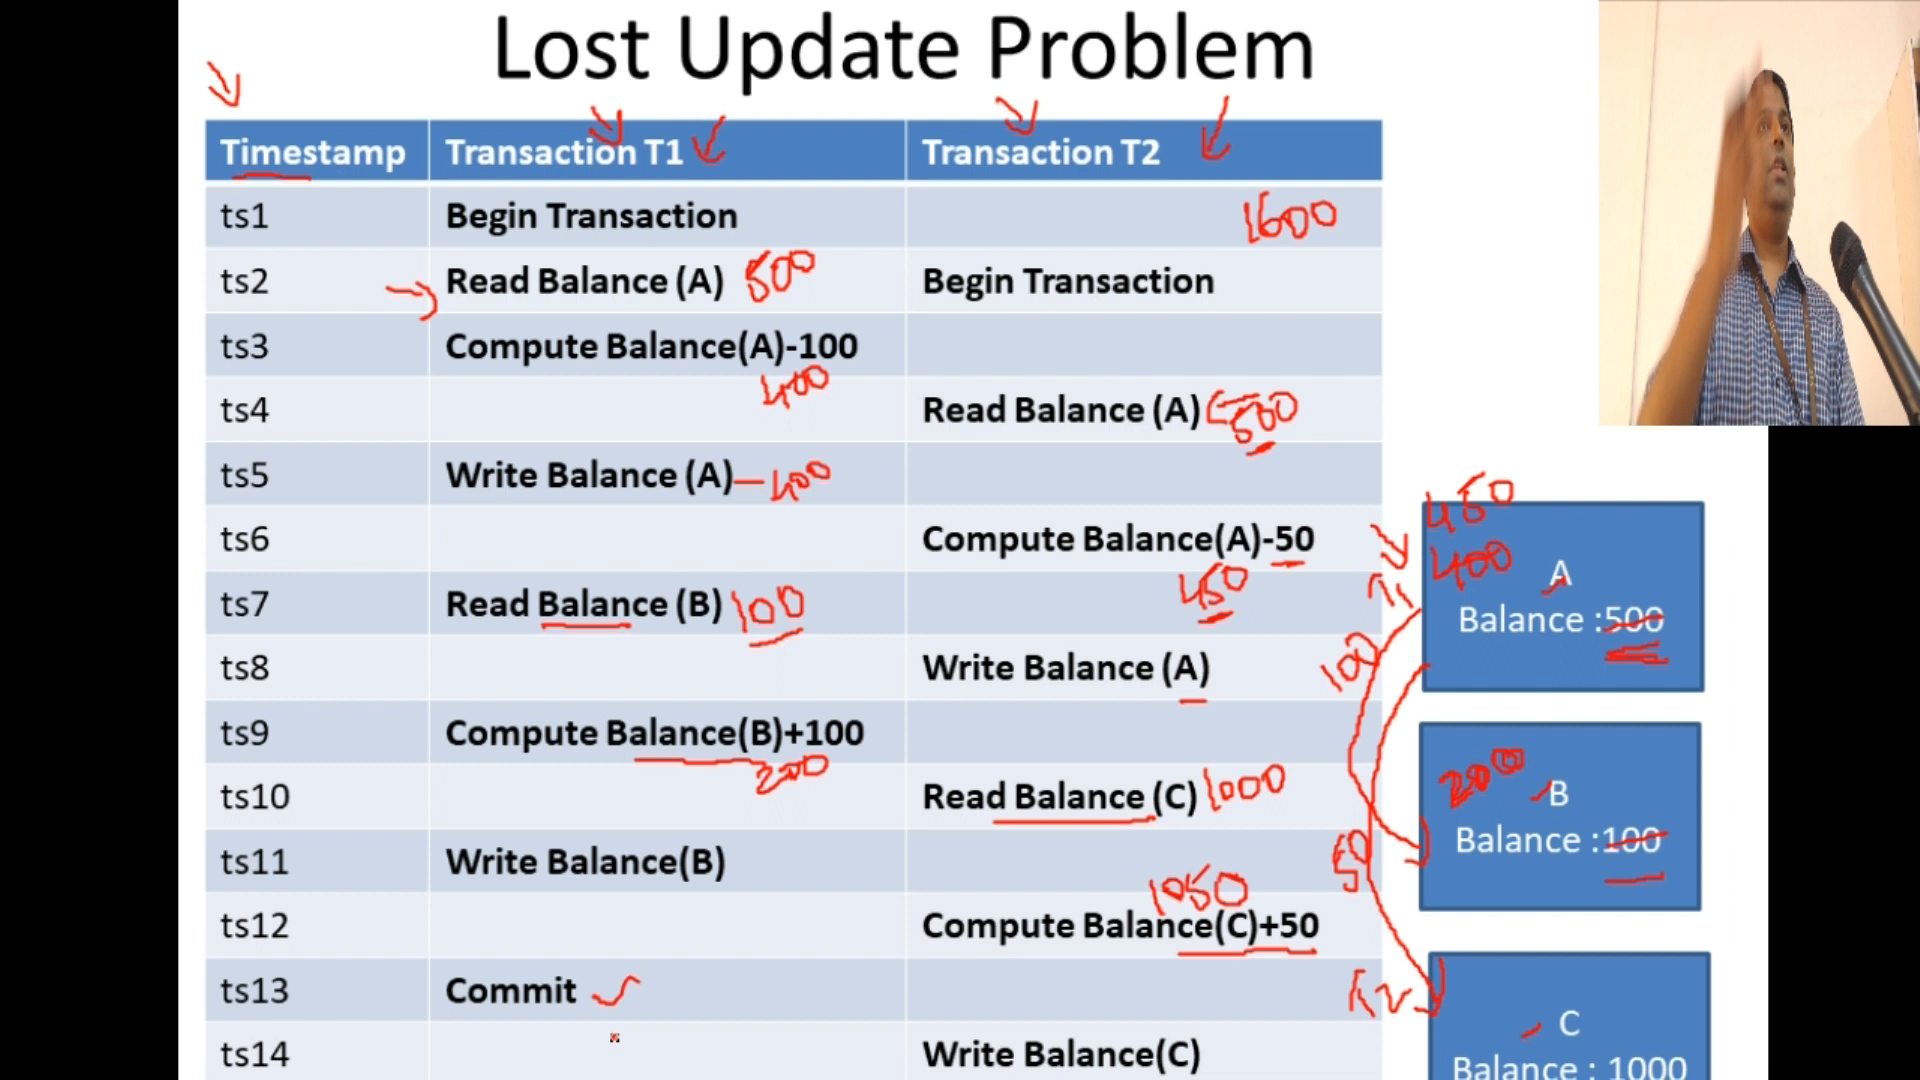 Lost Update Problem
Timestamp Transaction T1 Transaction T2
ts1 Begin Transaction 1600
ts2 Read Balance (A) 500 Begin Transaction
ts3 Compute Balance(A)-100
400
ts4 Read Balance (A) 500
ts5 Write Balance (A) 400
ts6 Compute Balance(A)-50
450
ts7 Read Balance (B) 100
ts8 Write Balance (A)
ts9 Compute Balance(B)+100
200
ts10 Read Balance (C) 1000
ts11 Write Balance(B)
1050
ts12 Compute Balance(C)+50
ts13 Commit
ts14 Write Balance(C)
450
400
A
Balance :500
100
200
B
Balance :100
50
T2
C
Balance : 1000